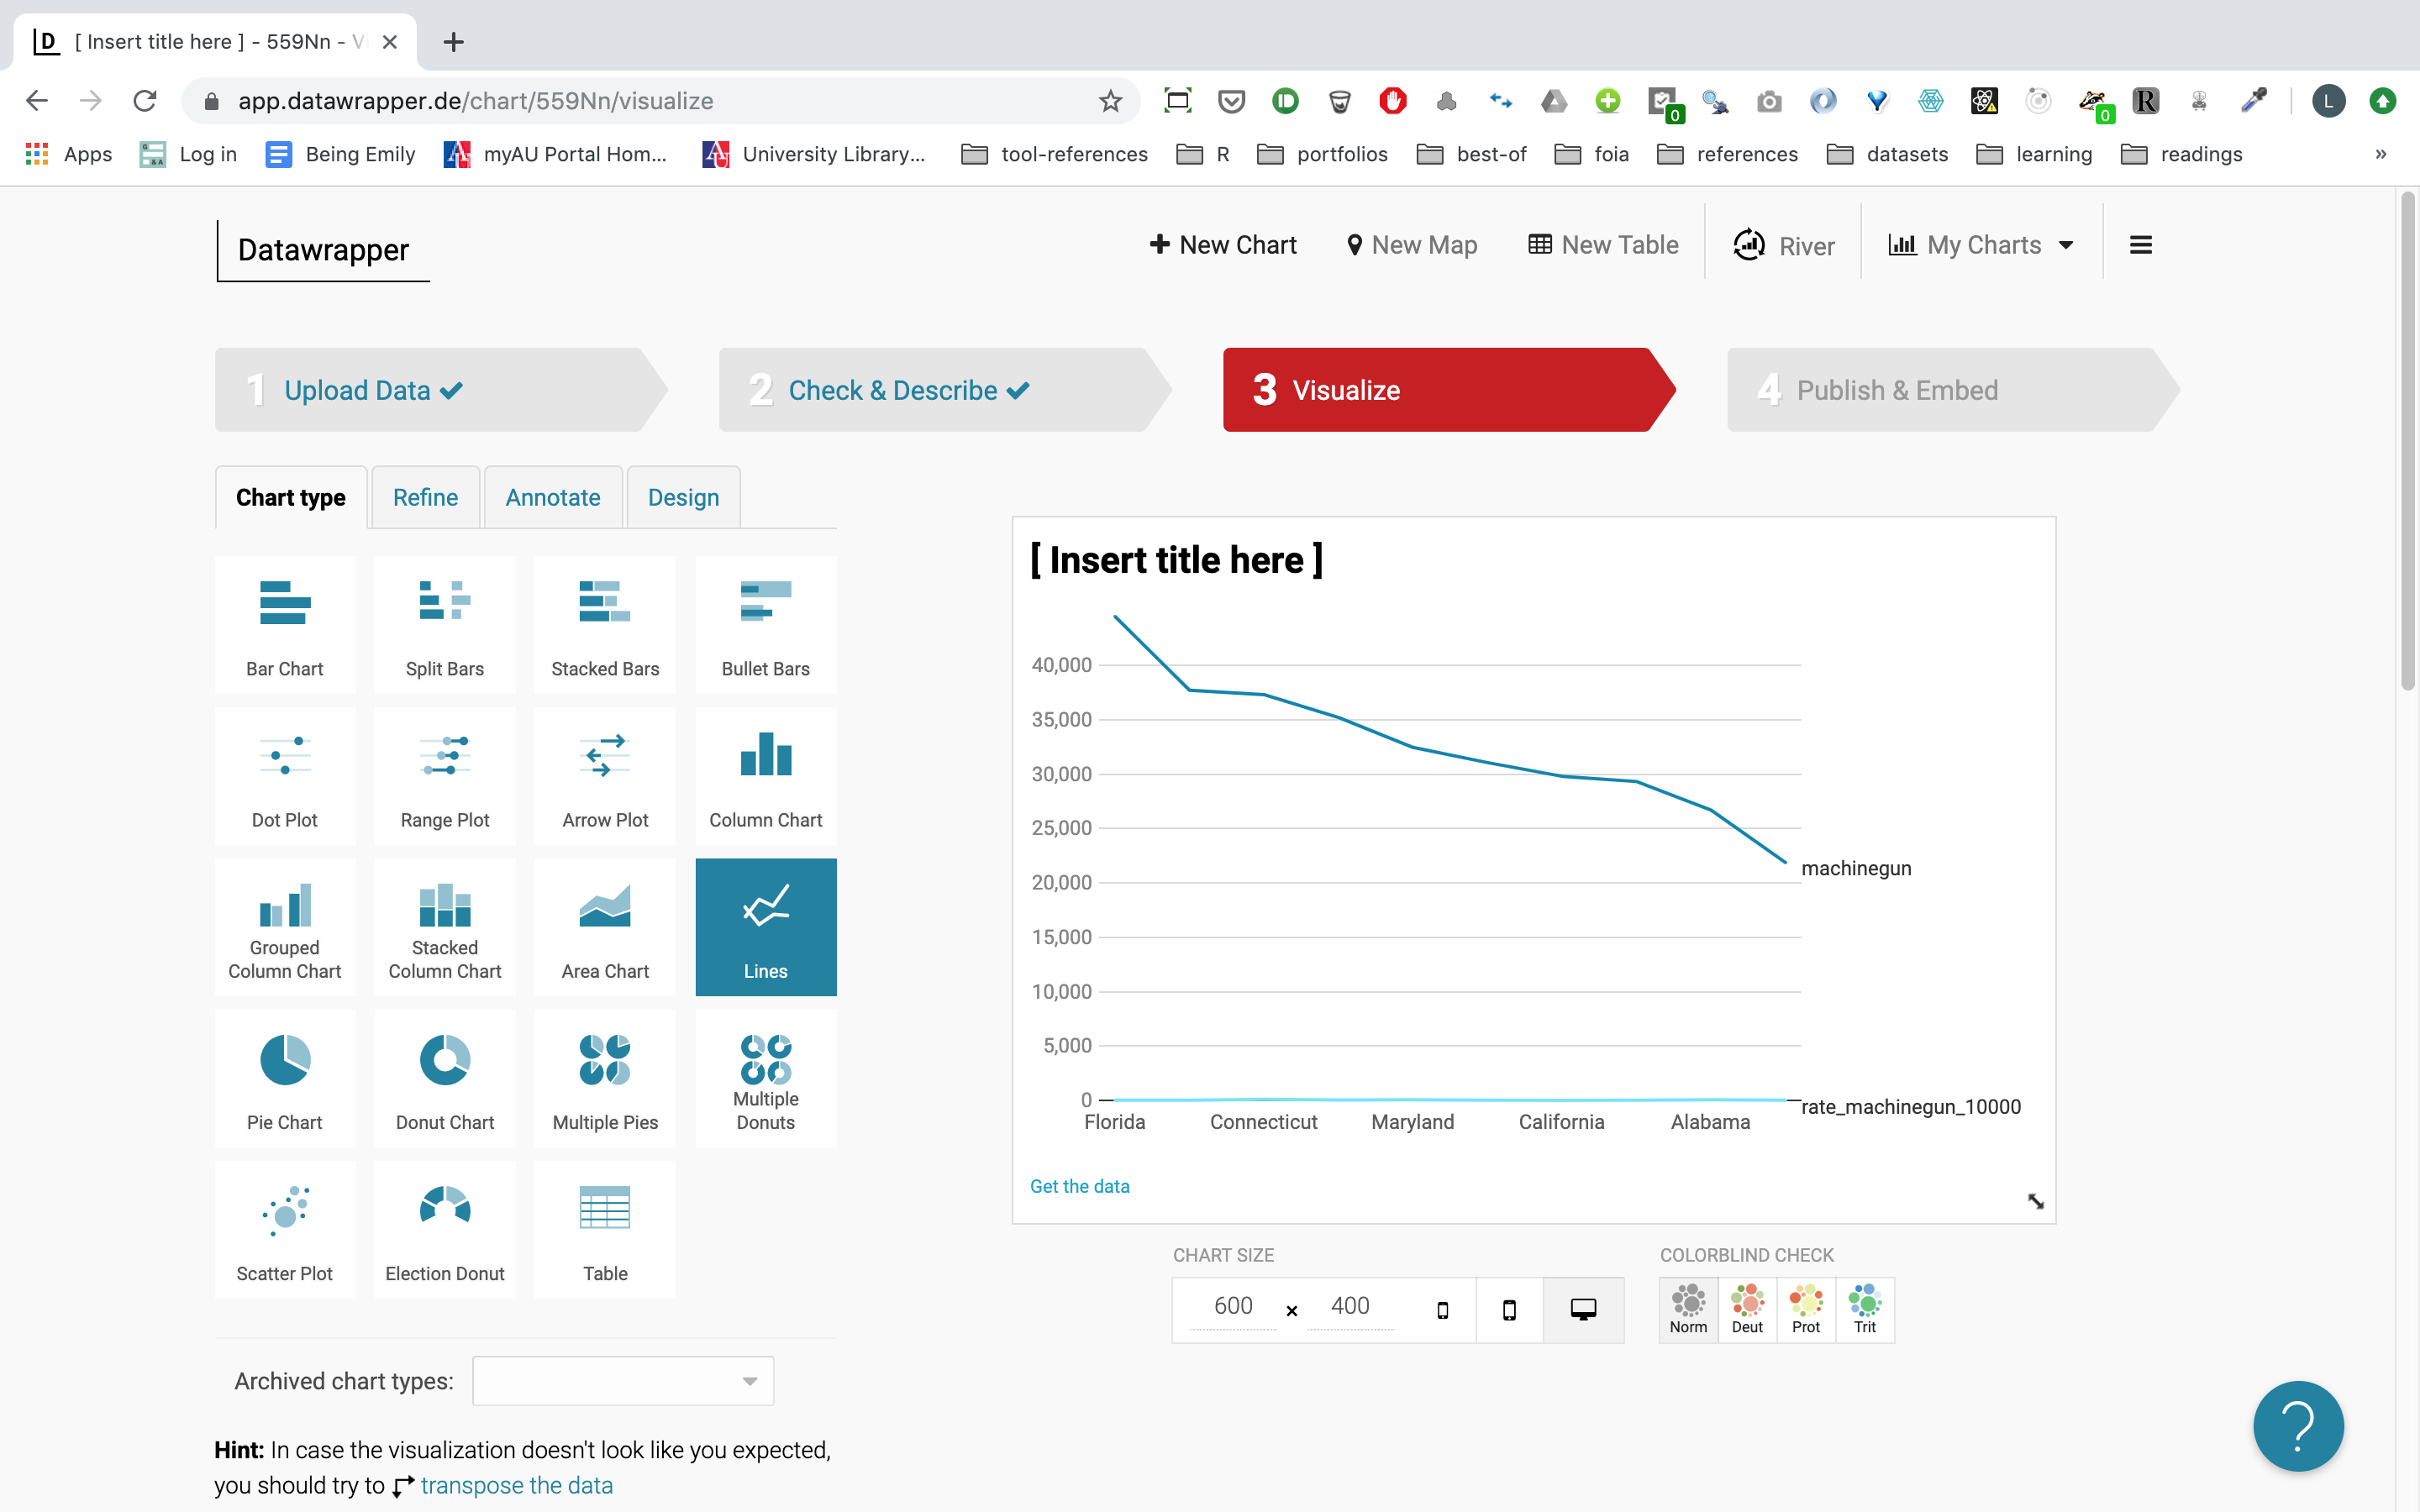 D [ Insert title here ] - 559Nn - V
app.datawrapper.de/chart/559Nn/visualize
0
0
R
L
Apps Log in Being Emily myAU Portal Hom... University Library... tool-references R portfolios best-of foia references datasets learning readings »
Datawrapper
New Chart New Map New Table River My Charts
1 Upload Data 2 Check & Describe 3 Visualize 4 Publish & Embed
Chart type Refine Annotate Design
Bar Chart Split Bars Stacked Bars Bullet Bars
Dot Plot Range Plot Arrow Plot Column Chart
Grouped Column Chart Stacked Column Chart Area Chart Lines
Pie Chart Donut Chart Multiple Pies Multiple Donuts
Scatter Plot Election Donut Table
Archived chart types:
Hint: In case the visualization doesn't look like you expected,
you should try to transpose the data
[ Insert title here ]
40,000
35,000
30,000
25,000
machinegun
20,000
15,000
10,000
5,000
0
rate_machinegun_10000
Florida Connecticut Maryland California Alabama
Get the data
CHART SIZE
600 × 400
COLORBLIND CHECK
Norm Deut Prot Trit
?